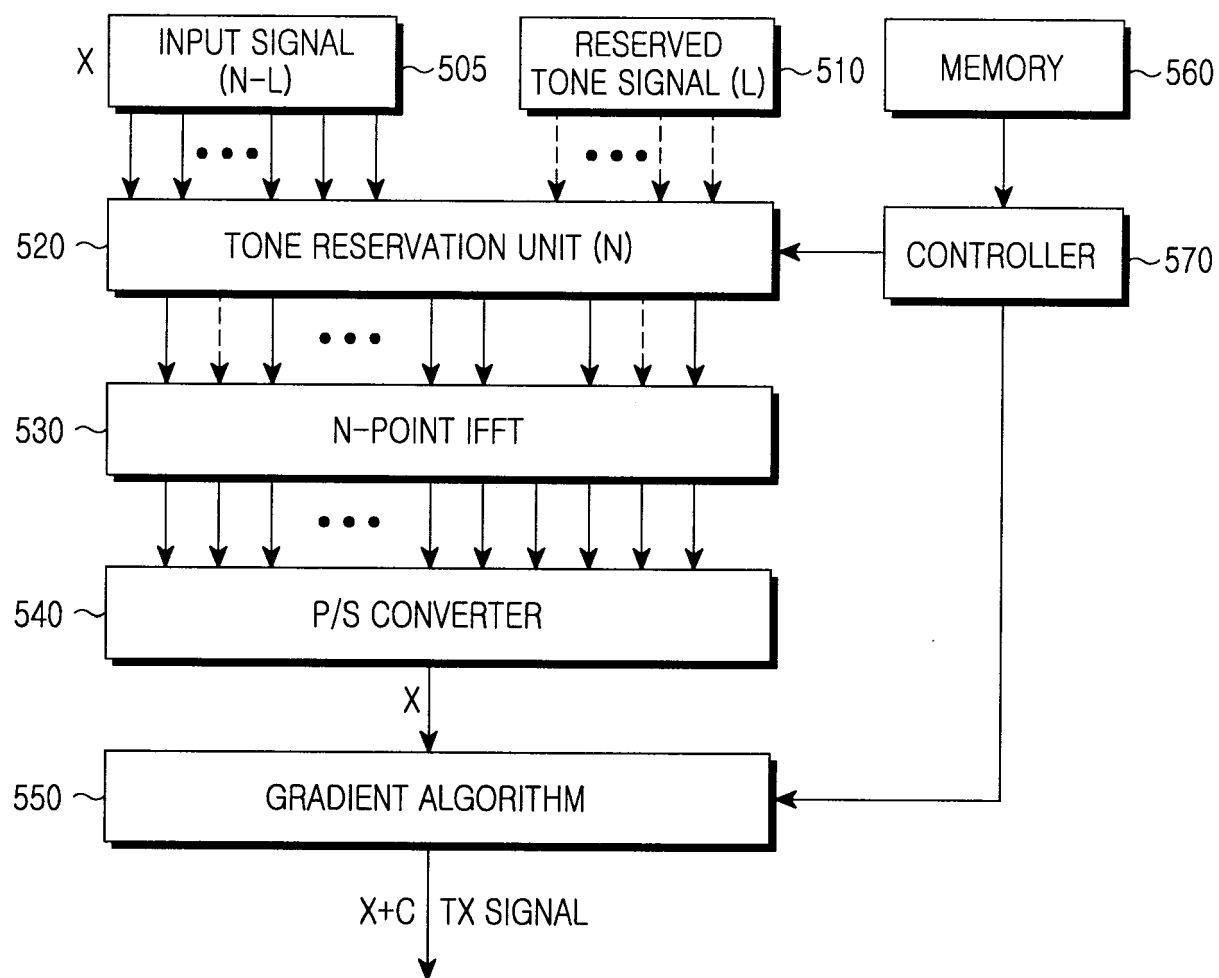 X
INPUT SIGNAL
(N-L)
505
RESERVED
TONE SIGNAL (L)
510
MEMORY
560
520
TONE RESERVATION UNIT (N)
CONTROLLER
570
530
N-POINT IFFT
540
P/S CONVERTER
X
550
GRADIENT ALGORITHM
X+C
TX SIGNAL